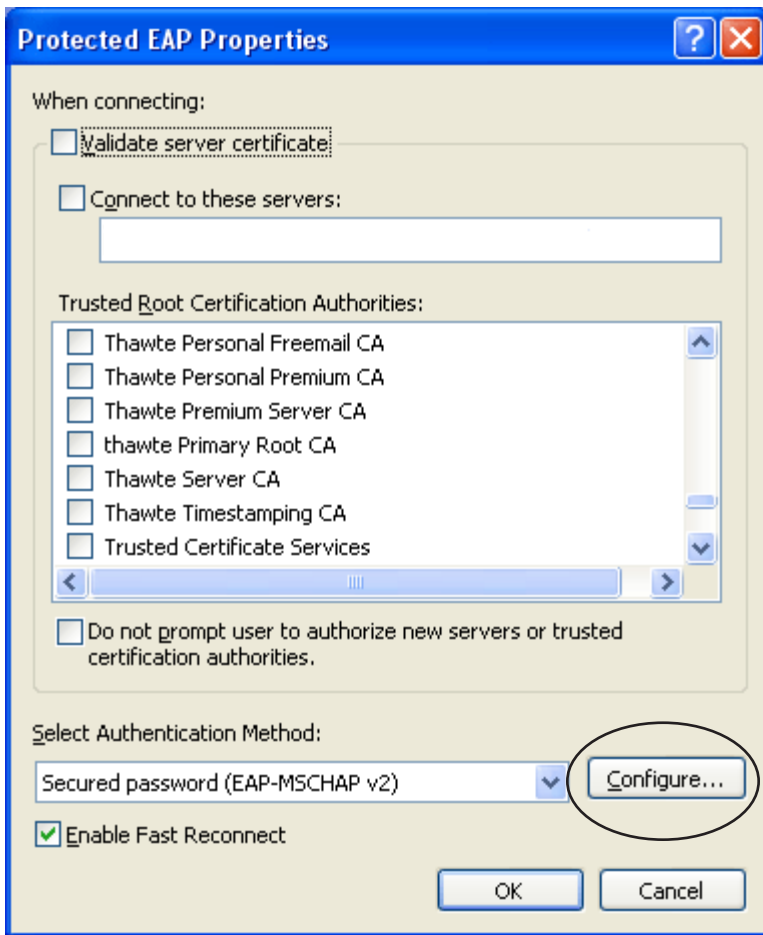 Protected EAP Properties
When connecting:
Validate server certificate
Connect to these servers:
Trusted Root Certification Authorities:
Thawte Personal Freemail CA
Thawte Personal Premium CA
Thawte Premium Server CA
thawte Primary Root CA
Thawte Server CA
Thawte Timestamping CA
Trusted Certificate Services
Do not prompt user to authorize new servers or trusted
certification authorities.
Select Authentication Method:
Secured password (EAP-MSCHAP v2)
Configure...
Enable Fast Reconnect
OK
Cancel